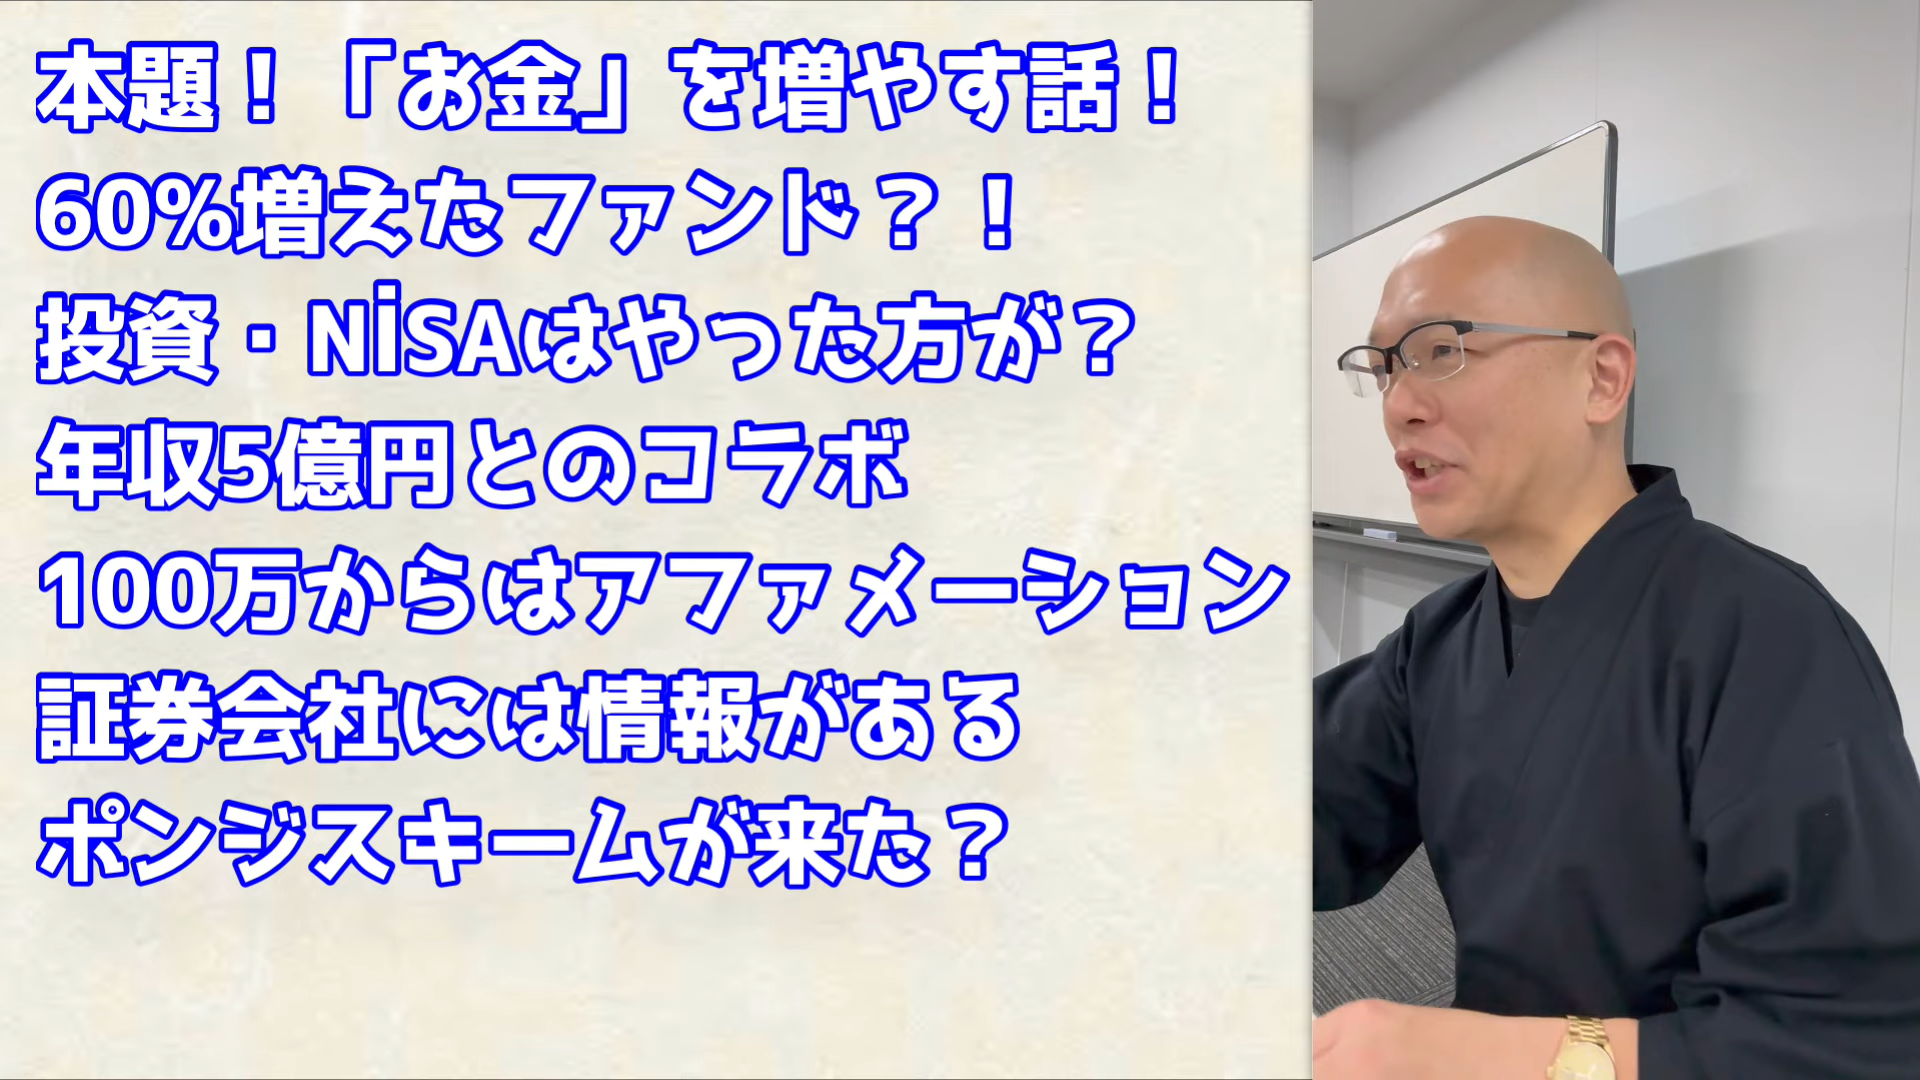 本題！「お金」を増やす話！
60%増えたファンド？！
投資・NiSAはやった方が？
年収5億円とのコラボ
100万からはアファメーション
証券会社には情報がある
ポンジスキームが来た？